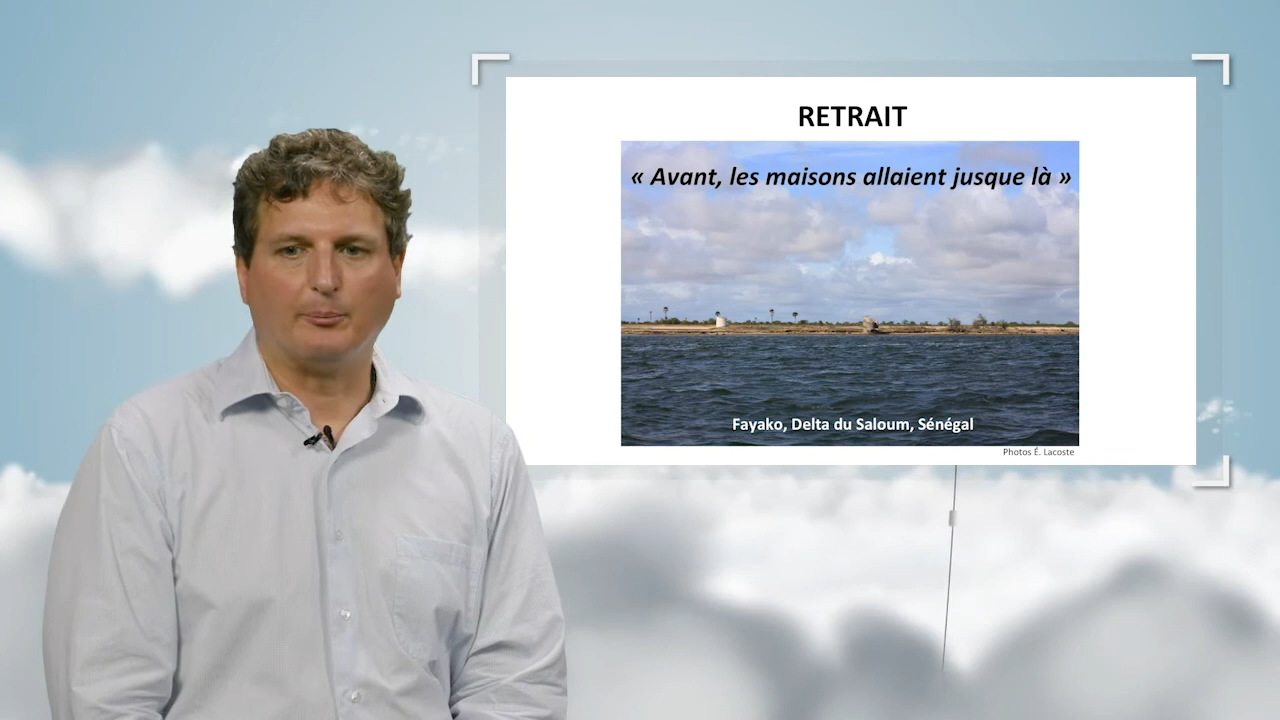 RETRAIT
« Avant, les maisons allaient jusque là »
Fayako, Delta du Saloum, Sénégal
Photos É. Lacoste